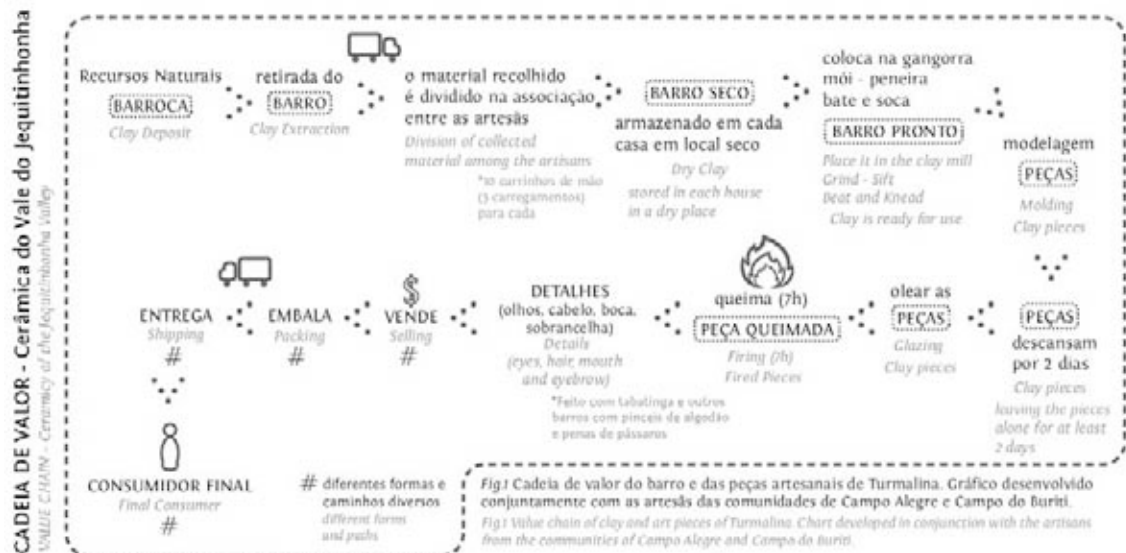 CADEIA DE VALOR - Cerâmica do Vale do Jequitinhonha
VALUE CHAIN - Ceramicy of the Jequitinhonha Valley
Recursos Naturais
BARROCA
Clay Deposit
retirada do
BARRO
Clay Extraction
o material recolhido
é dividido na associação
entre as artesãs
Division of collected
material among the artisans
*10 carrinhos de mão
(3 carregamentos)
para cada
BARRO SECO
armazenado em cada
casa em local seco
Dry Clay
stored in each house
in a dry place
coloca na gangorra
mói - peneira
bate e soca
BARRO PRONTO
Place it in the clay mill
Grind - Sift
Beat and Knead
Clay is ready for use
modelagem
PEÇAS
Molding
Clay pieces
PEÇAS
descansam
por 2 dias
Clay pieces
leaving the pieces
alone for at least
2 days
olear as
PEÇAS
Glazing
Clay pieces
queima (7h)
PEÇA QUEIMADA
Firing (7h)
Fired Pieces
DETALHES
(olhos, cabelo, boca,
sobrancelha)
Details
(eyes, hair, mouth
and eyebrow)
*Feito com tabatinga e outros
barros com pinceis de algodão
e penas de pássaros
$
VENDE
Selling
#
EMBALA
Packing
#
ENTREGA
Shipping
#
CONSUMIDOR FINAL
Final Consumer
#
# diferentes formas e
caminhos diversos
different forms
and paths
Fig.1 Cadeia de valor do barro e das peças artesanais de Turmalina. Gráfico desenvolvido
conjuntamente com as artesãs das comunidades de Campo Alegre e Campo do Buriti.
Fig.1 Value chain of clay and art pieces of Turmalina. Chart developed in conjunction with the artisans
from the communities of Campo Alegre and Campo do Buriti.